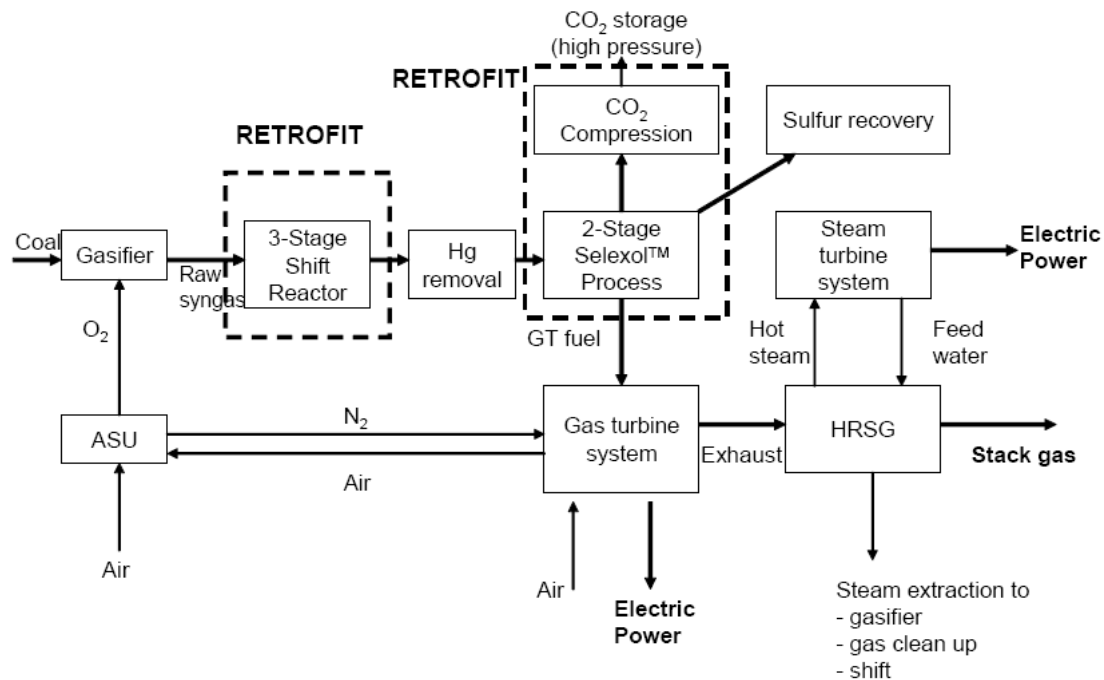 CO₂ storage
(high pressure)
RETROFIT
CO₂
Compression
Sulfur recovery
RETROFIT
Coal
Gasifier
Raw
syngas
3-Stage
Shift
Reactor
Hg
removal
2-Stage
Selexol™
Process
Steam
turbine
system
Electric
Power
O₂
GT fuel
Hot
steam
Feed
water
ASU
N₂
Air
Gas turbine
system
Exhaust
HRSG
Stack gas
Air
Air
Electric
Power
Steam extraction to
- gasifier
- gas clean up
- shift